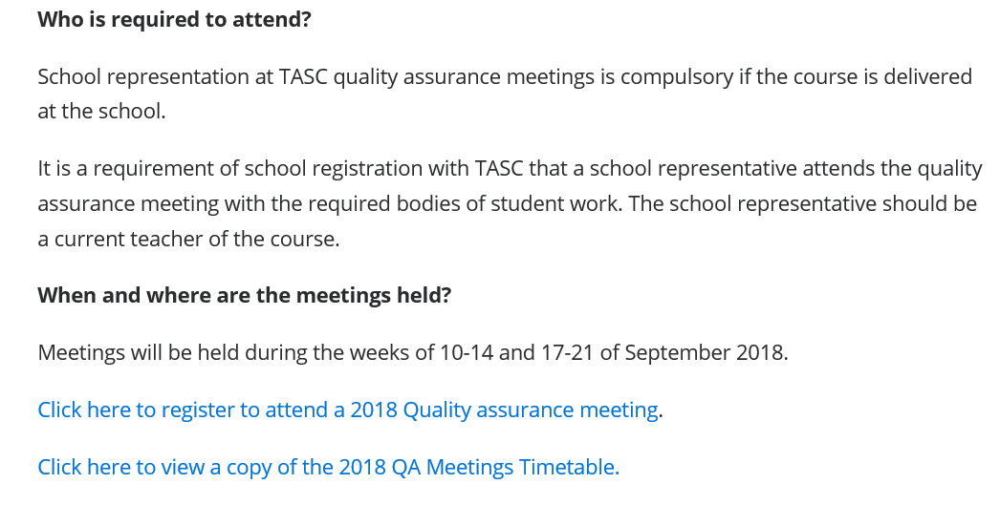 Who is required to attend?
School representation at TASC quality assurance meetings is compulsory if the course is delivered
at the school.
It is a requirement of school registration with TASC that a school representative attends the quality
assurance meeting with the required bodies of student work. The school representative should be
a current teacher of the course.
When and where are the meetings held?
Meetings will be held during the weeks of 10-14 and 17-21 of September 2018.
Click here to register to attend a 2018 Quality assurance meeting.
Click here to view a copy of the 2018 QA Meetings Timetable.